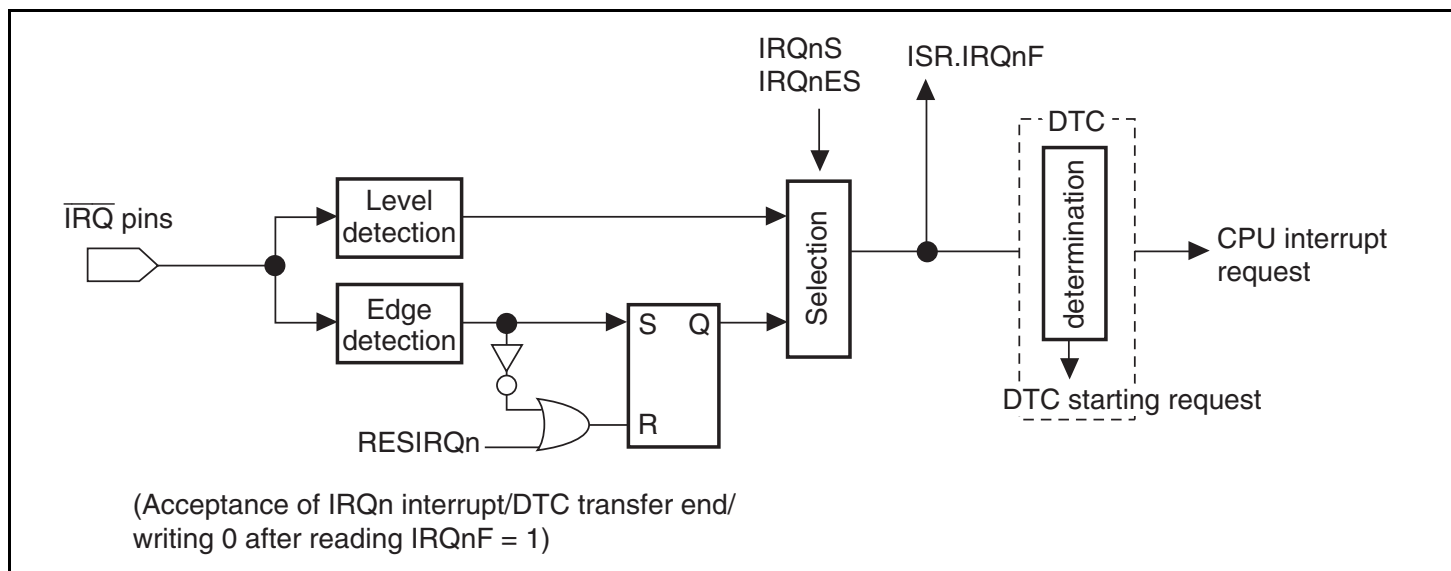 IRQnS
IRQnES
ISR.IRQnF
DTC
IRQ pins
Level
detection
Edge
detection
S Q
R
Selection
determination
CPU interrupt
request
DTC starting request
RESIRQn
(Acceptance of IRQn interrupt/DTC transfer end/
writing 0 after reading IRQnF = 1)